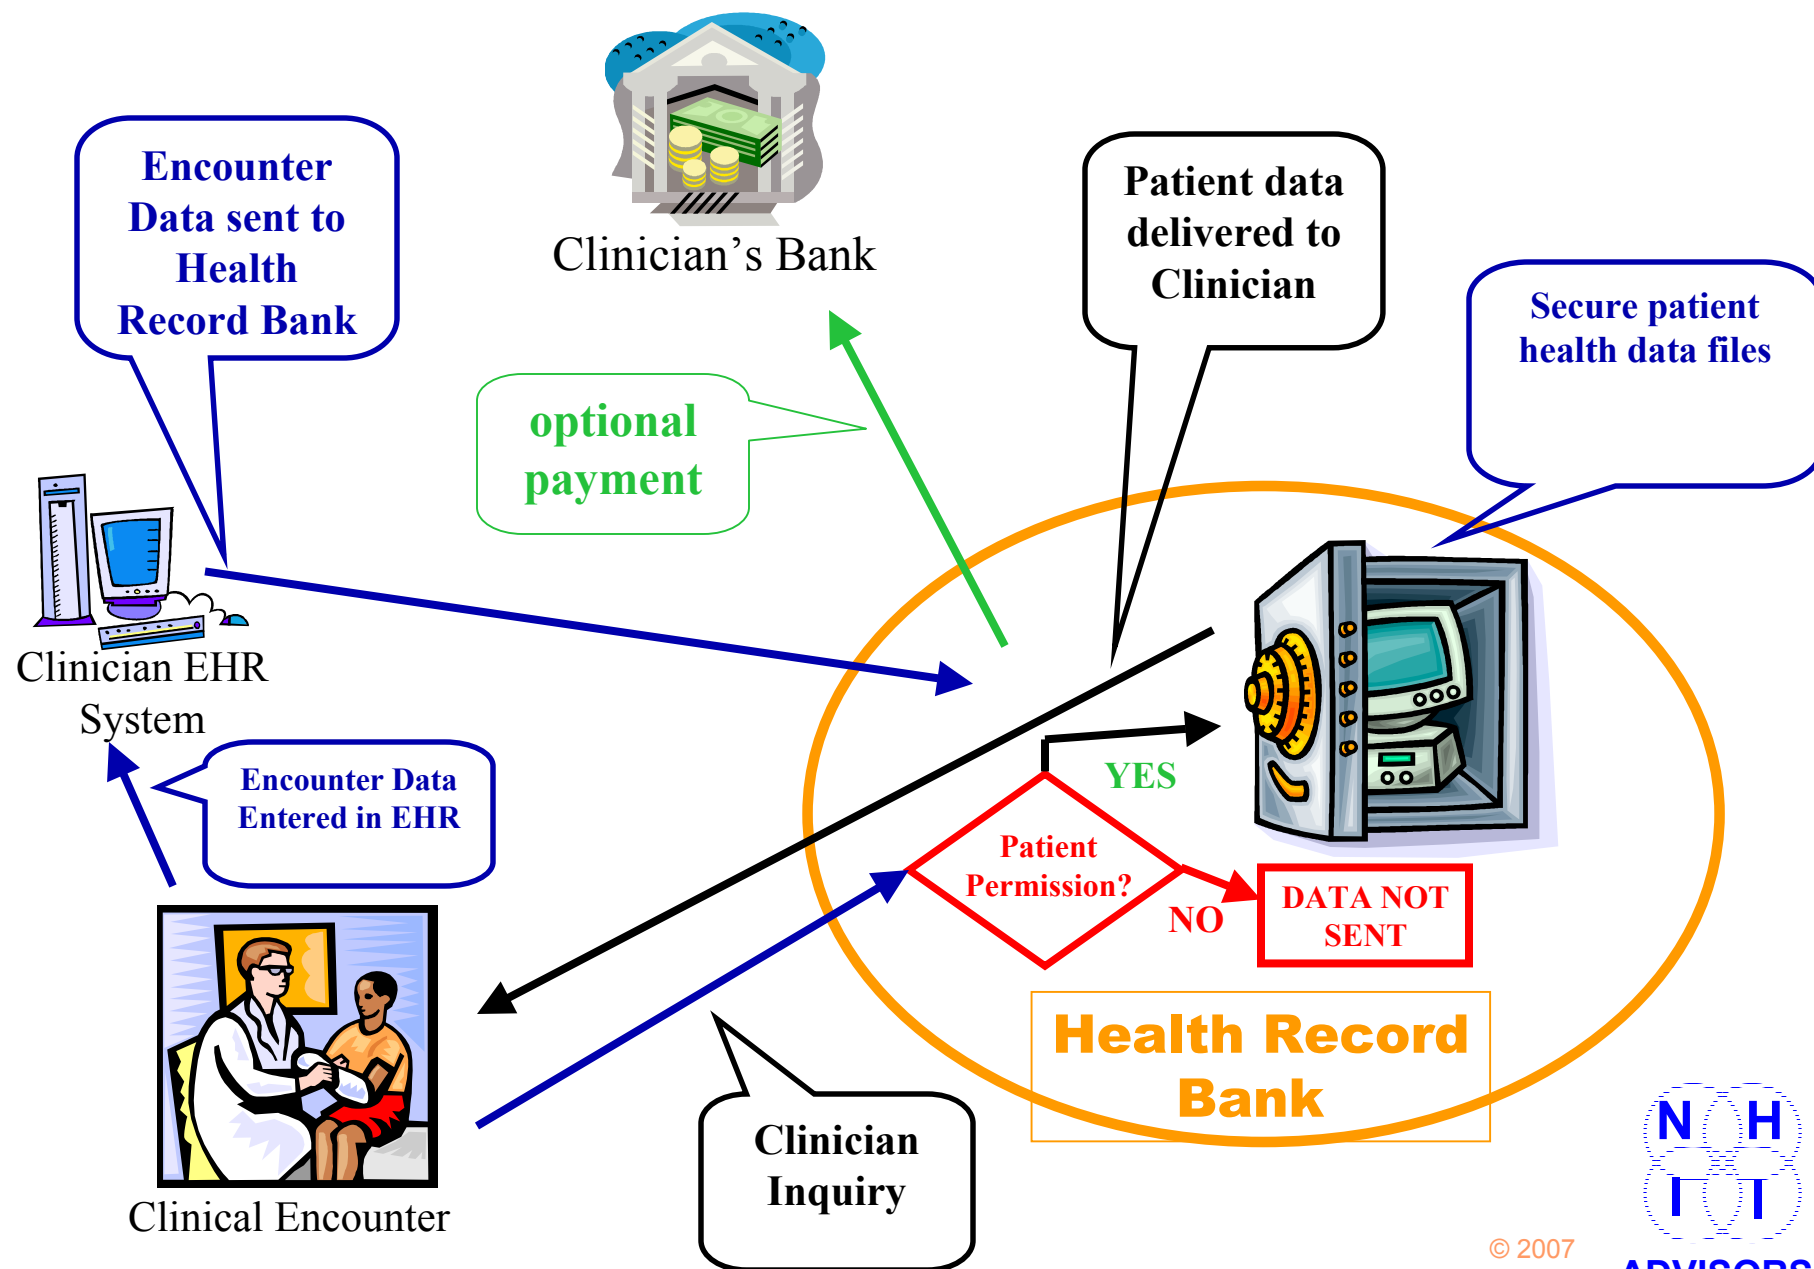 Encounter
Data sent to
Health
Record Bank
Clinician's Bank
Patient data
delivered to
Clinician
Secure patient
health data files
optional
payment
Clinician EHR
System
Encounter Data
Entered in EHR
YES
Patient
Permission?
NO
DATA NOT
SENT
Health Record
Bank
Clinician
Inquiry
Clinical Encounter
© 2007
N H
I I
ADVISORS